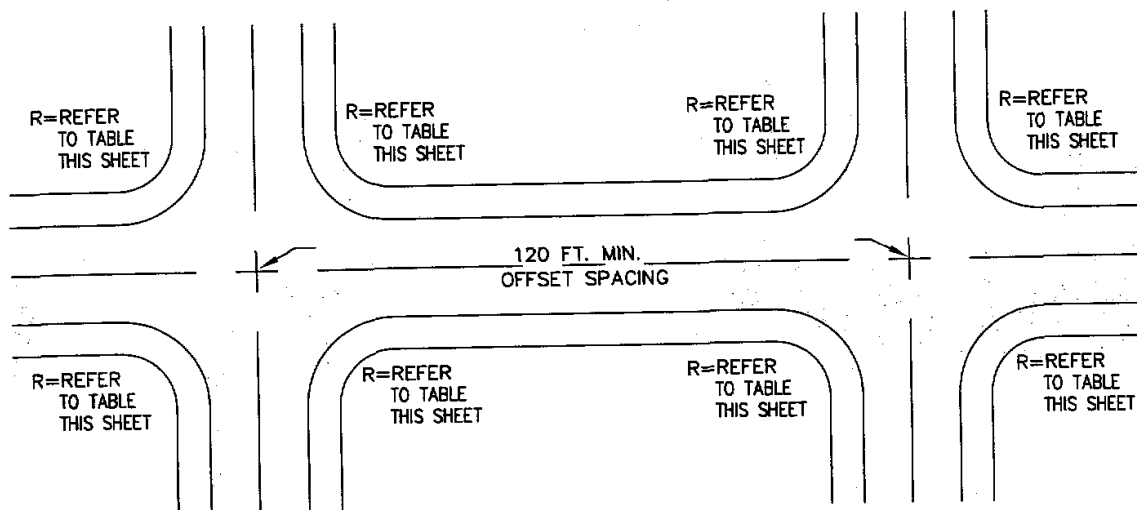 R=REFER
TO TABLE
THIS SHEET
R=REFER
TO TABLE
THIS SHEET
R=REFER
TO TABLE
THIS SHEET
R=REFER
TO TABLE
THIS SHEET
120 FT. MIN.
OFFSET SPACING
R=REFER
TO TABLE
THIS SHEET
R=REFER
TO TABLE
THIS SHEET
R=REFER
TO TABLE
THIS SHEET
R=REFER
TO TABLE
THIS SHEET